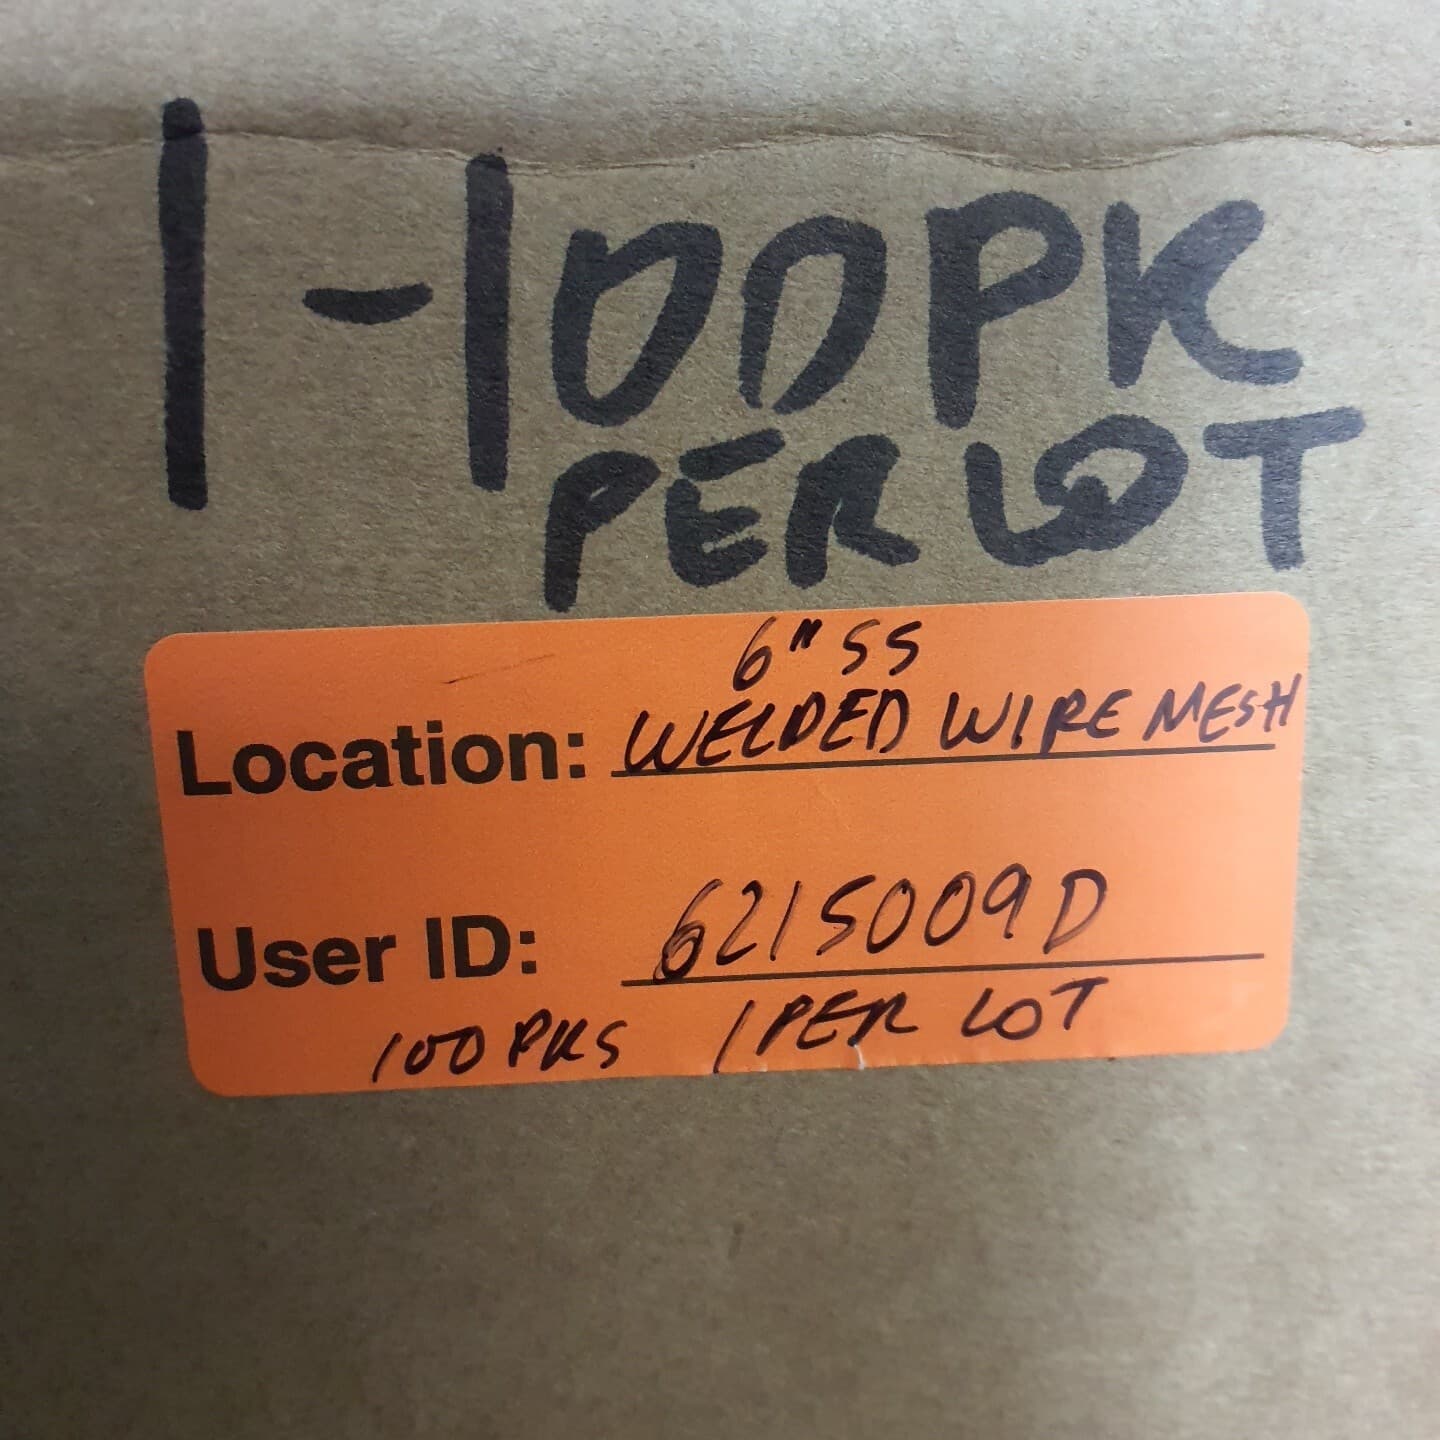 1-100PK
PER LOT
6" SS
Location: WELDED WIRE MESH
User ID: 6215009D
100 PKS 1 PER LOT